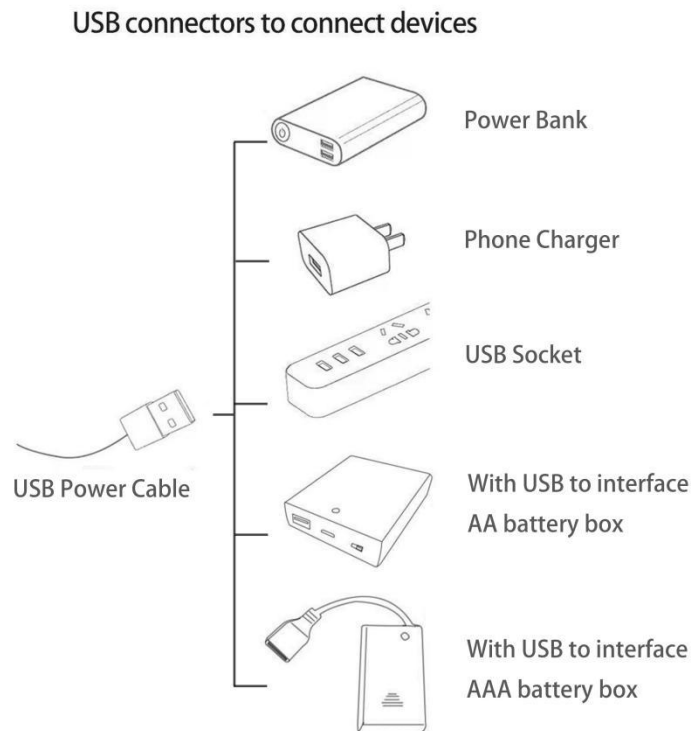 USB connectors to connect devices
Power Bank
Phone Charger
USB Socket
USB Power Cable
With USB to interface
AA battery box
With USB to interface
AAA battery box